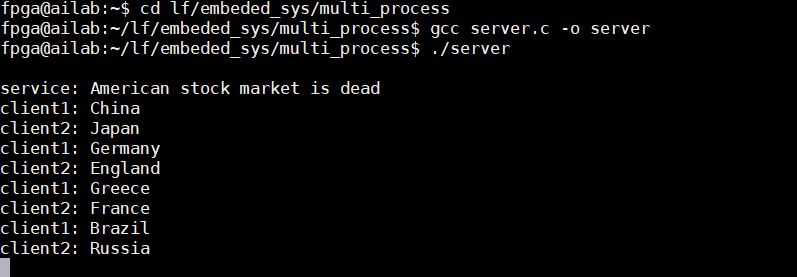 fpga@ailab:~$ cd lf/embeded_sys/multi_process
fpga@ailab:~/lf/embeded_sys/multi_process$ gcc server.c -o server
fpga@ailab:~/lf/embeded_sys/multi_process$ ./server
service: American stock market is dead
client1: China
client2: Japan
client1: Germany
client2: England
client1: Greece
client2: France
client1: Brazil
client2: Russia